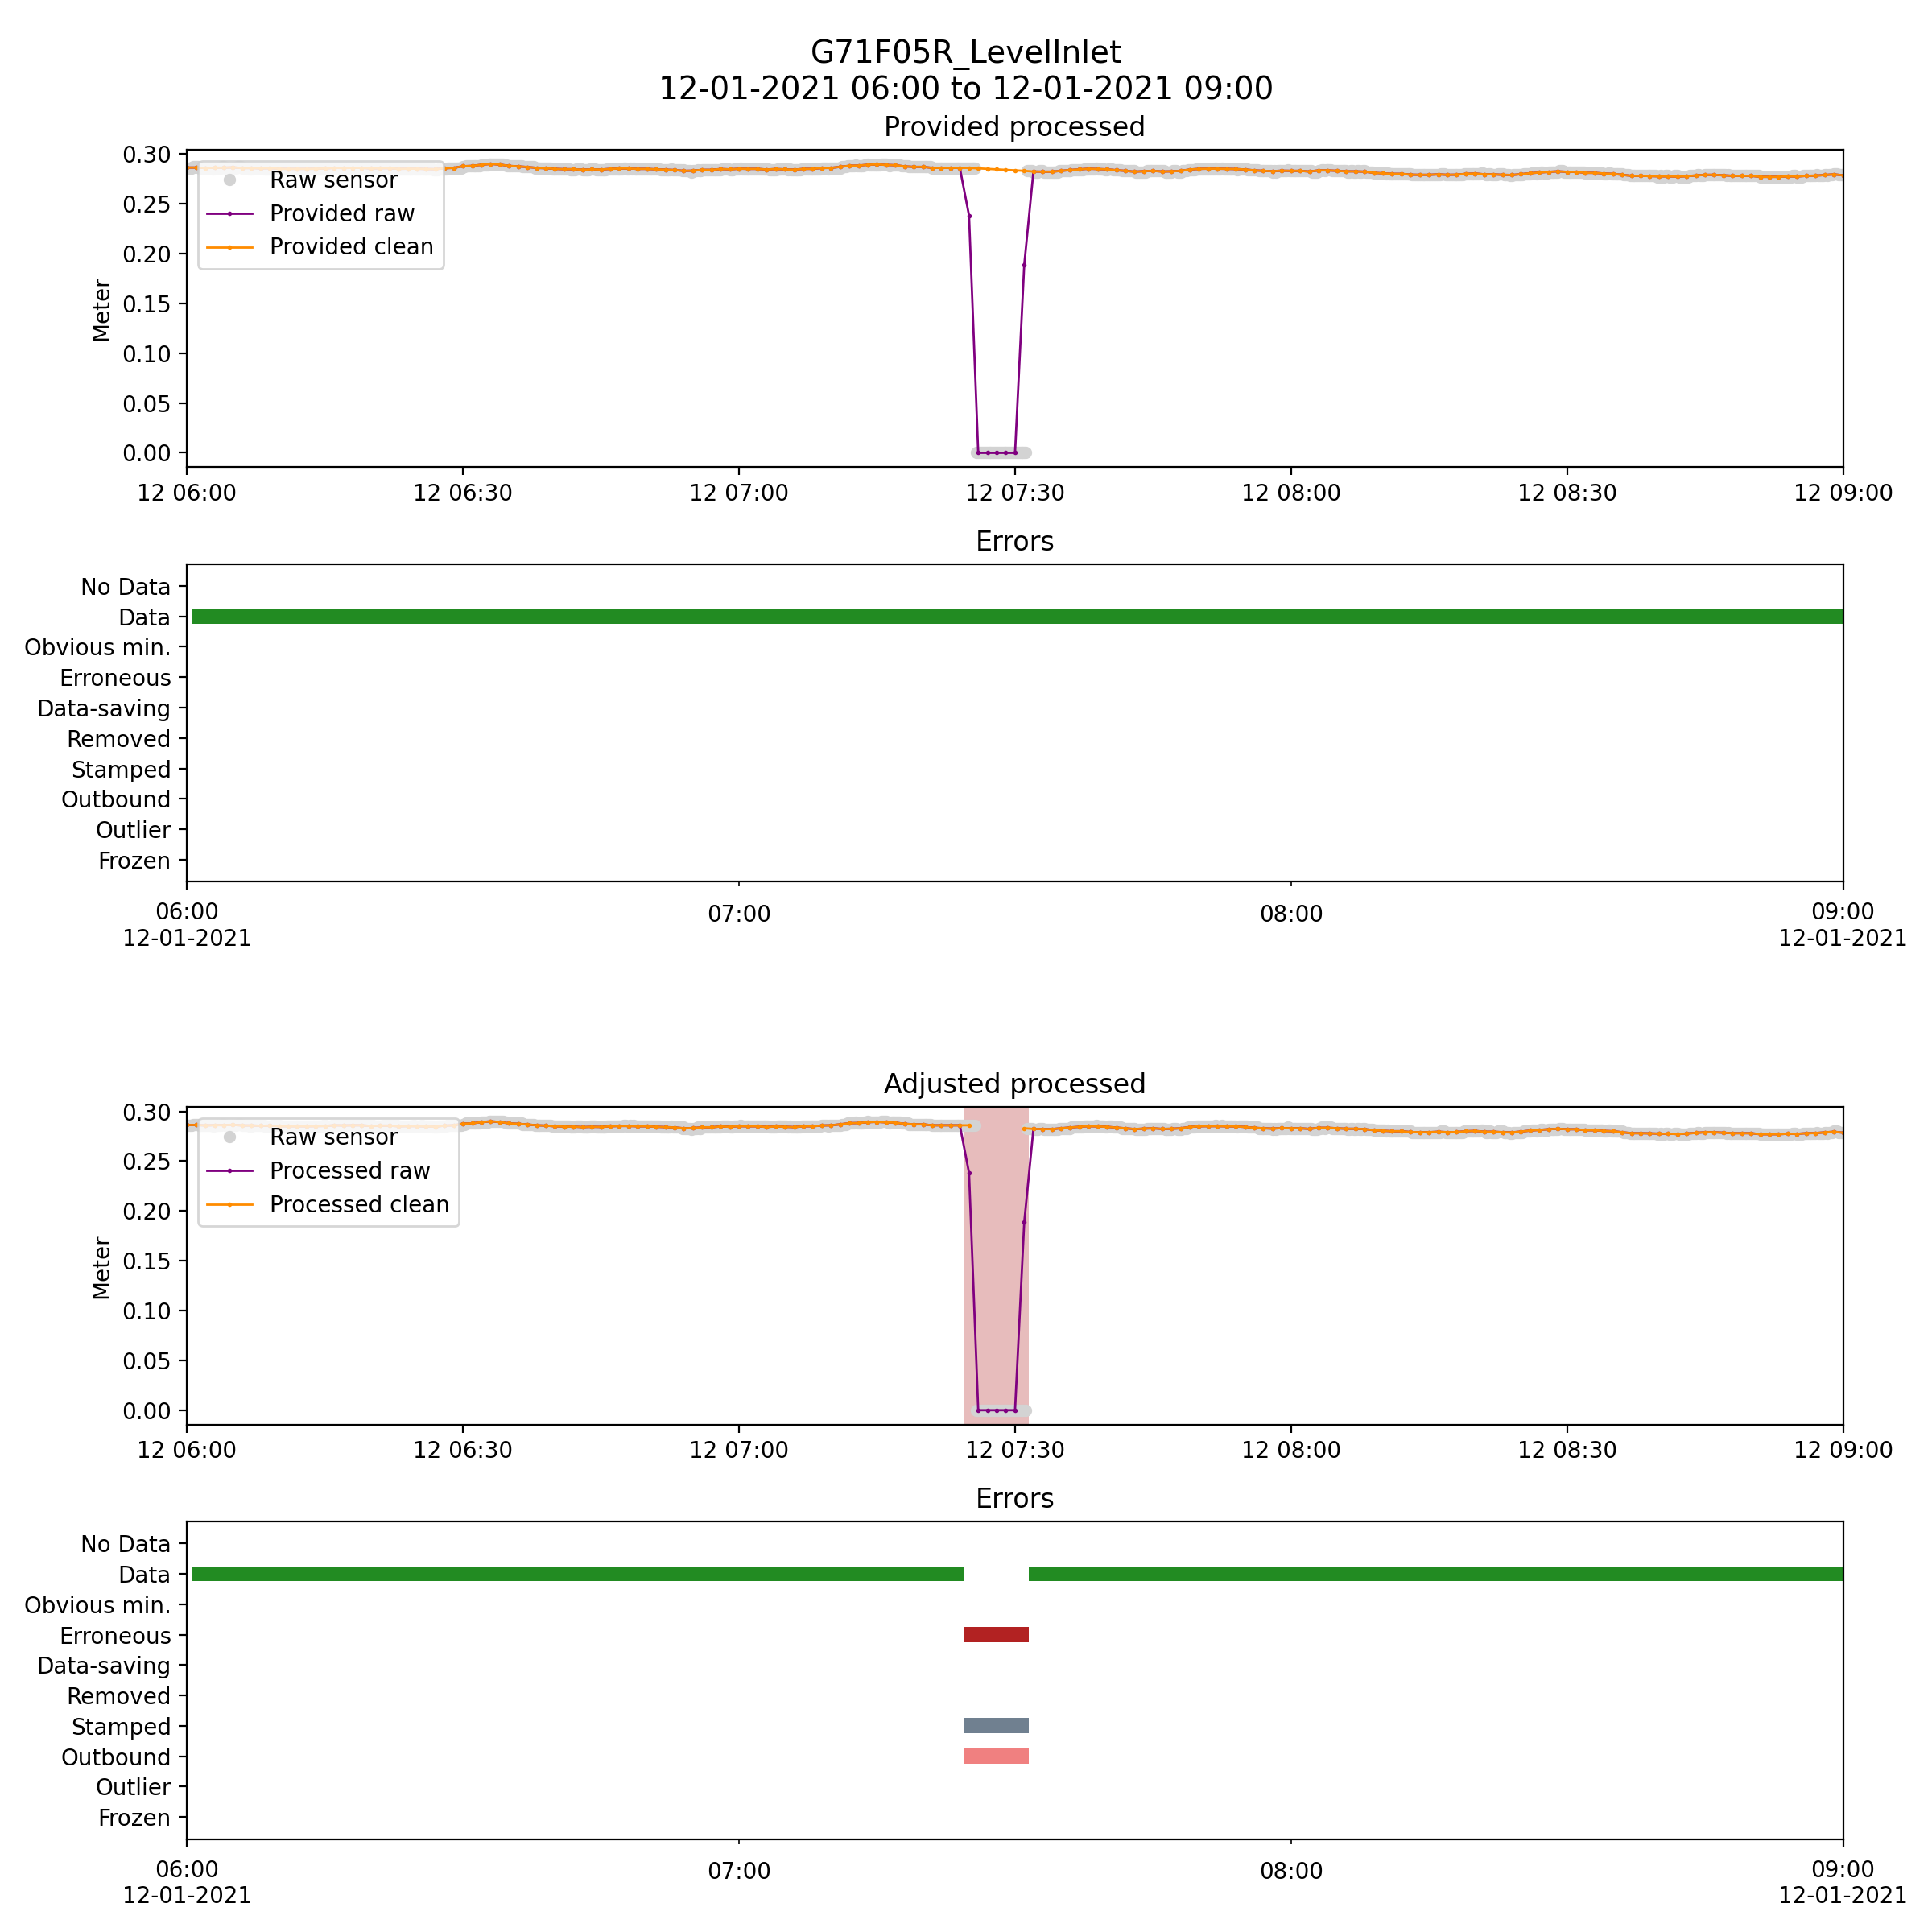 G71F05R_LevelInlet
12-01-2021 06:00 to 12-01-2021 09:00
Provided processed
0.30
0.25
0.20
0.15
0.10
0.05
0.00
Meter
Raw sensor
Provided raw
Provided clean
12 06:00 12 06:30 12 07:00 12 07:30 12 08:00 12 08:30 12 09:00
Errors
No Data
Data
Obvious min.
Erroneous
Data-saving
Removed
Stamped
Outbound
Outlier
Frozen
06:00 07:00 08:00 09:00
12-01-2021 12-01-2021
Adjusted processed
0.30
0.25
0.20
0.15
0.10
0.05
0.00
Meter
Raw sensor
Processed raw
Processed clean
12 06:00 12 06:30 12 07:00 12 07:30 12 08:00 12 08:30 12 09:00
Errors
No Data
Data
Obvious min.
Erroneous
Data-saving
Removed
Stamped
Outbound
Outlier
Frozen
06:00 07:00 08:00 09:00
12-01-2021 12-01-2021